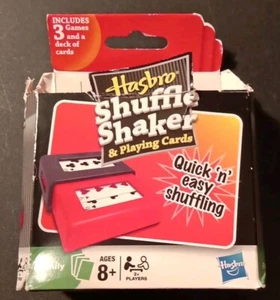 INCLUDES
3 Games
and a
deck of
cards
Hasbro
Shuffle
Shaker
& Playing Cards
Quick 'n'
easy
shuffling
AGES
8+
2+
PLAYERS
Hasbro